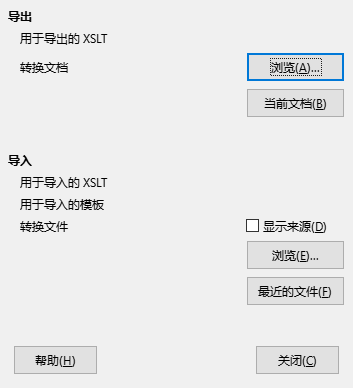 导出
用于导出的 XSLT
转换文档
浏览(A)...
当前文档(B)
导入
用于导入的 XSLT
用于导入的模板
转换文件
显示来源(D)
浏览(E)...
最近的文件(F)
帮助(H)
关闭(C)